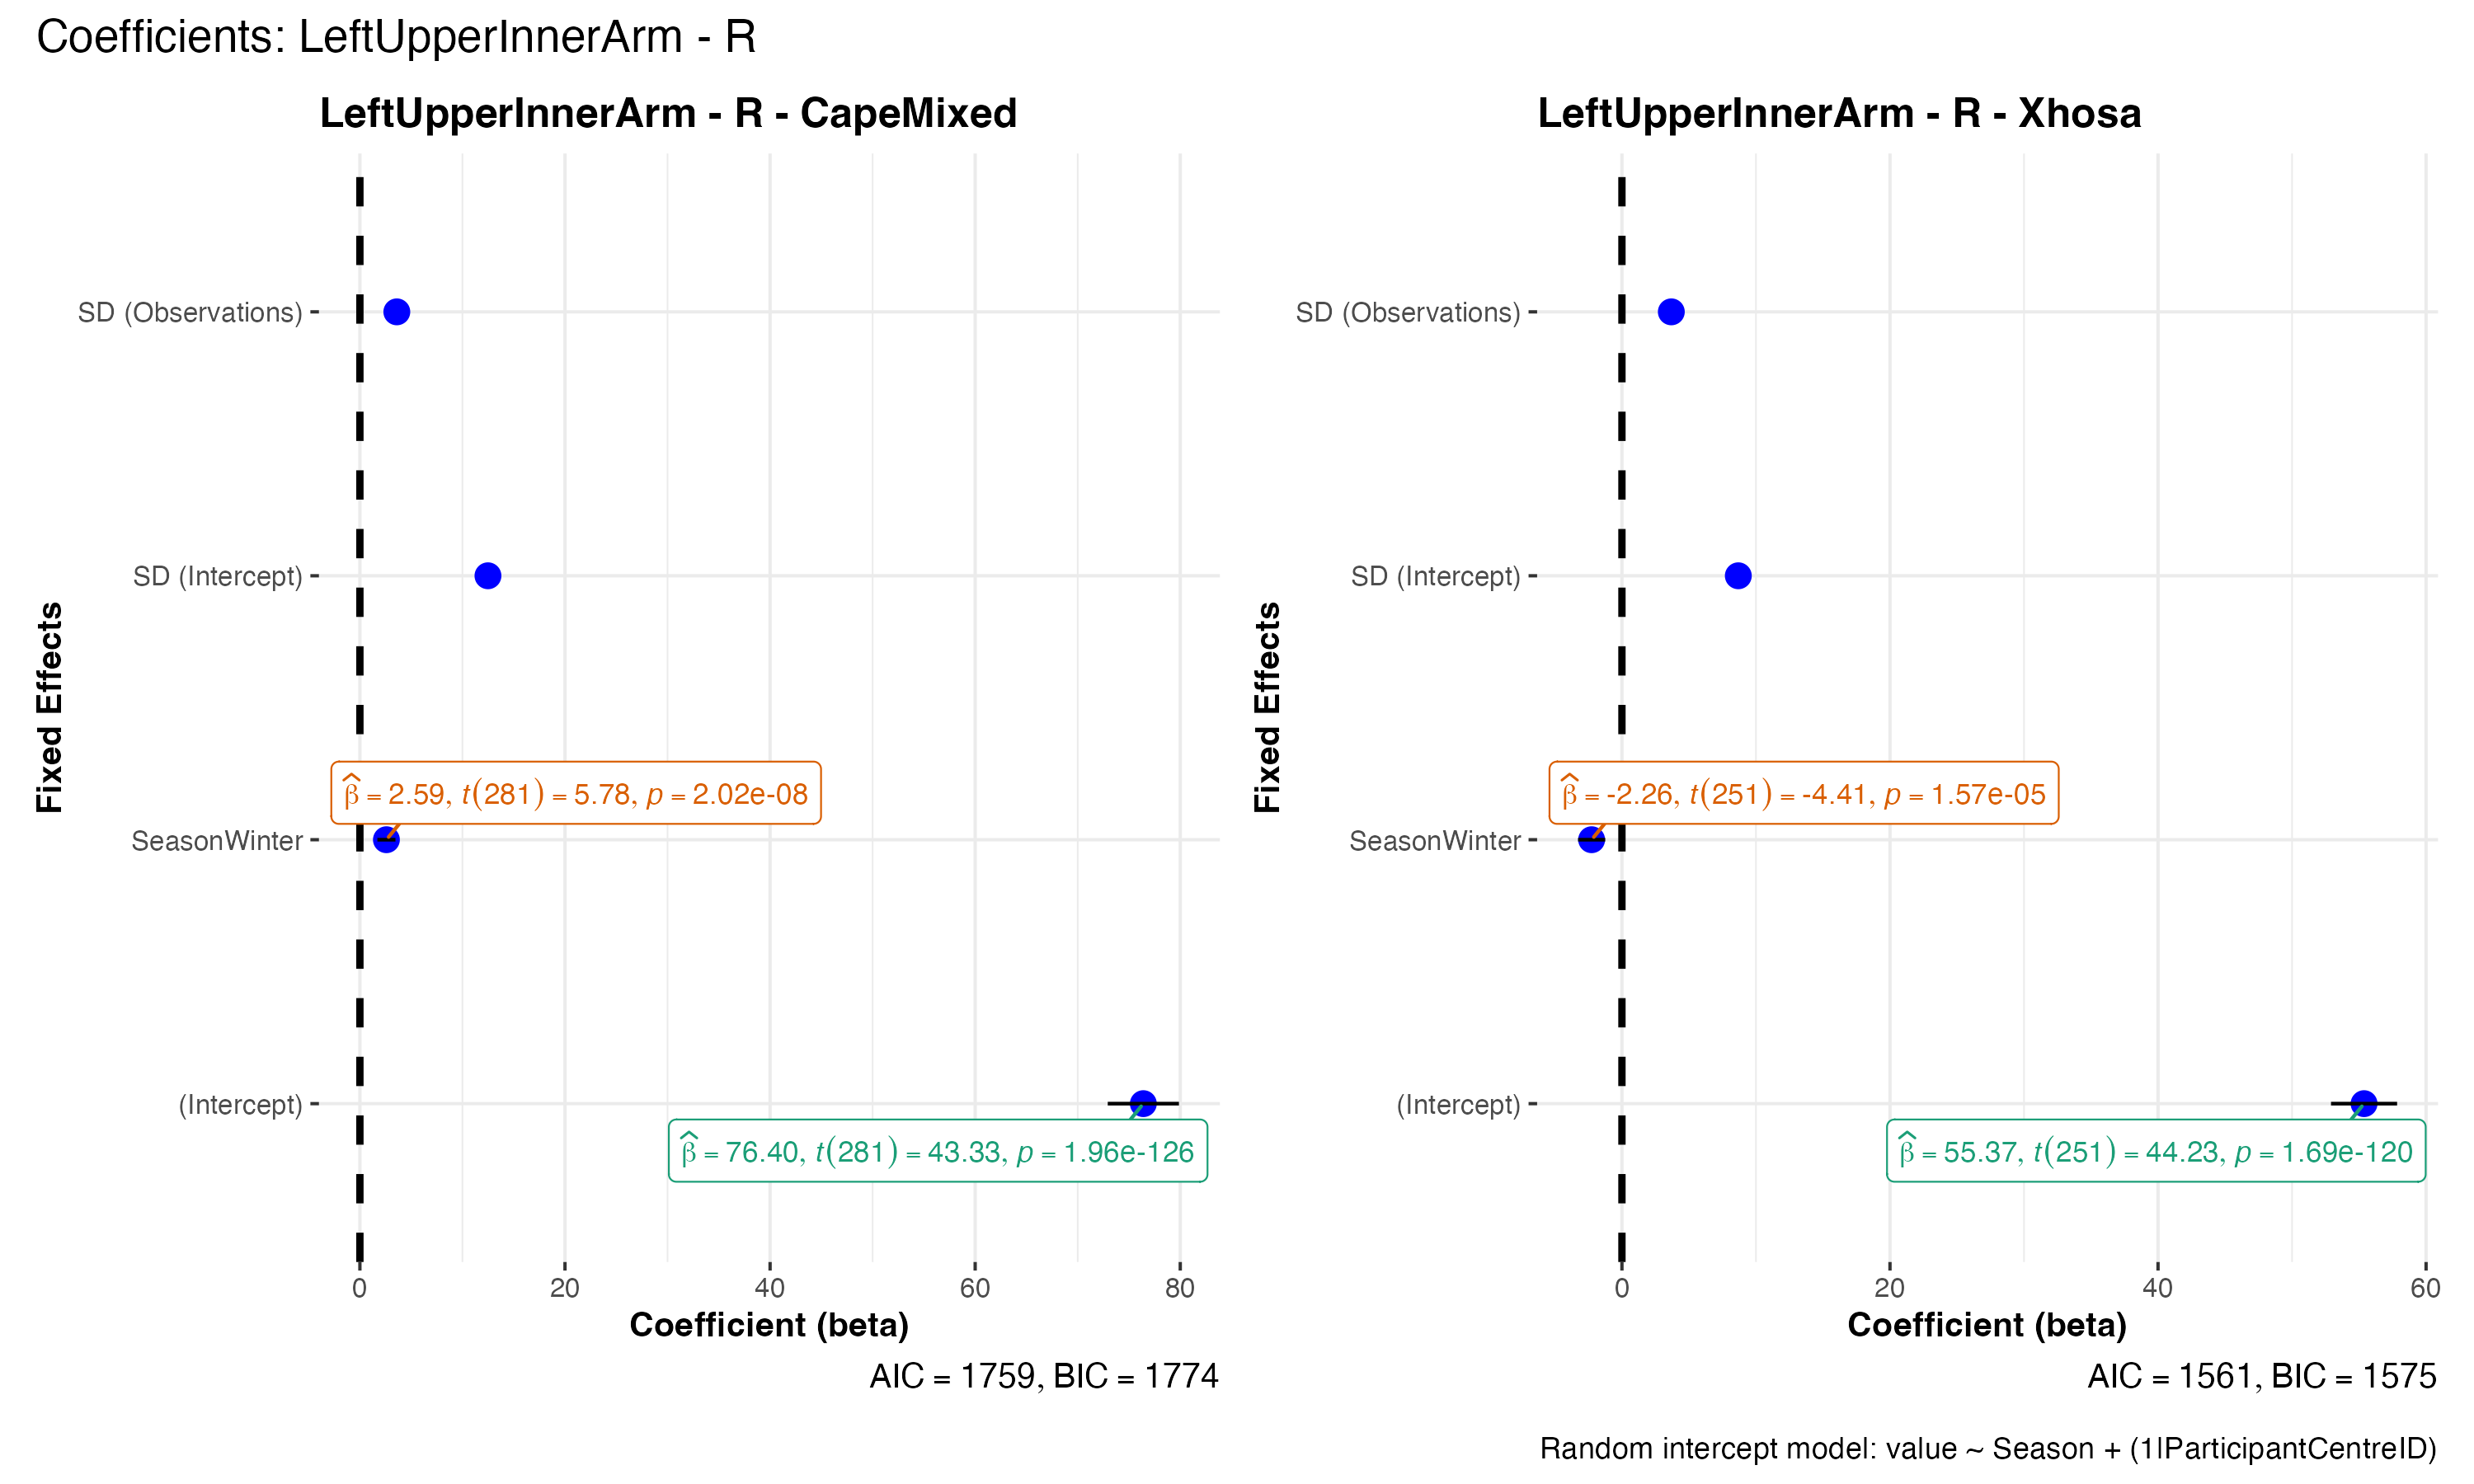 Coefficients: LeftUpperInnerArm - R
LeftUpperInnerArm - R - CapeMixed
SD (Observations)
SD (Intercept)
SeasonWinter
(Intercept)
Fixed Effects
β̂ = 2.59, t(281) = 5.78, p = 2.02e-08
β̂ = 76.40, t(281) = 43.33, p = 1.96e-126
0 20 40 60 80
Coefficient (beta)
AIC = 1759, BIC = 1774
LeftUpperInnerArm - R - Xhosa
SD (Observations)
SD (Intercept)
SeasonWinter
(Intercept)
Fixed Effects
β̂ = -2.26, t(251) = -4.41, p = 1.57e-05
β̂ = 55.37, t(251) = 44.23, p = 1.69e-120
0 20 40 60
Coefficient (beta)
AIC = 1561, BIC = 1575
Random intercept model: value ~ Season + (1|ParticipantCentreID)